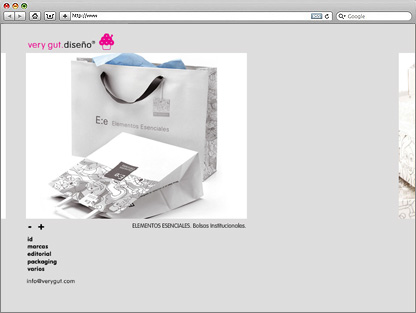 http://www
Google
very gut.diseño®
E:e Elementos Esenciales
- +
ELEMENTOS ESENCIALES. Bolsas Institucionales.
id
marcas
editorial
packaging
varios
info@verygut.com